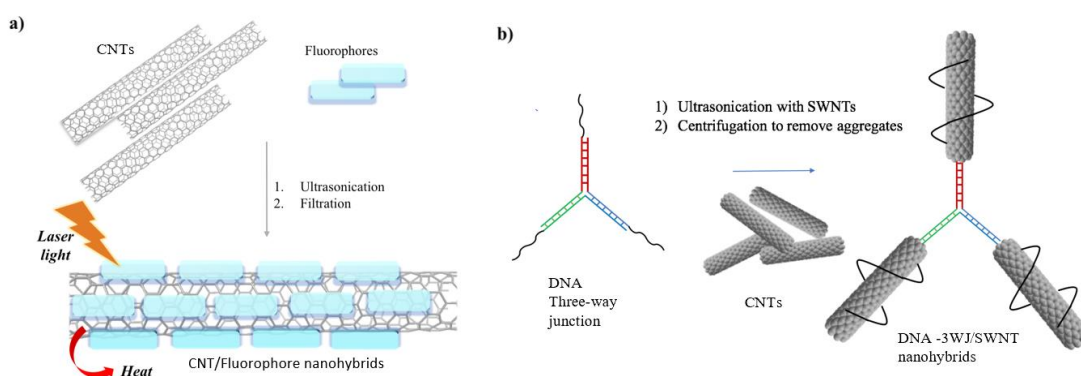 a)
CNTs
Fluorophores
1. Ultrasonication
2. Filtration
Laser
light
Heat
CNT/Fluorophore nanohybrids
b)
1) Ultrasonication with SWNTs
2) Centrifugation to remove aggregates
DNA
Three-way
junction
CNTs
DNA -3WJ/SWNT
nanohybrids